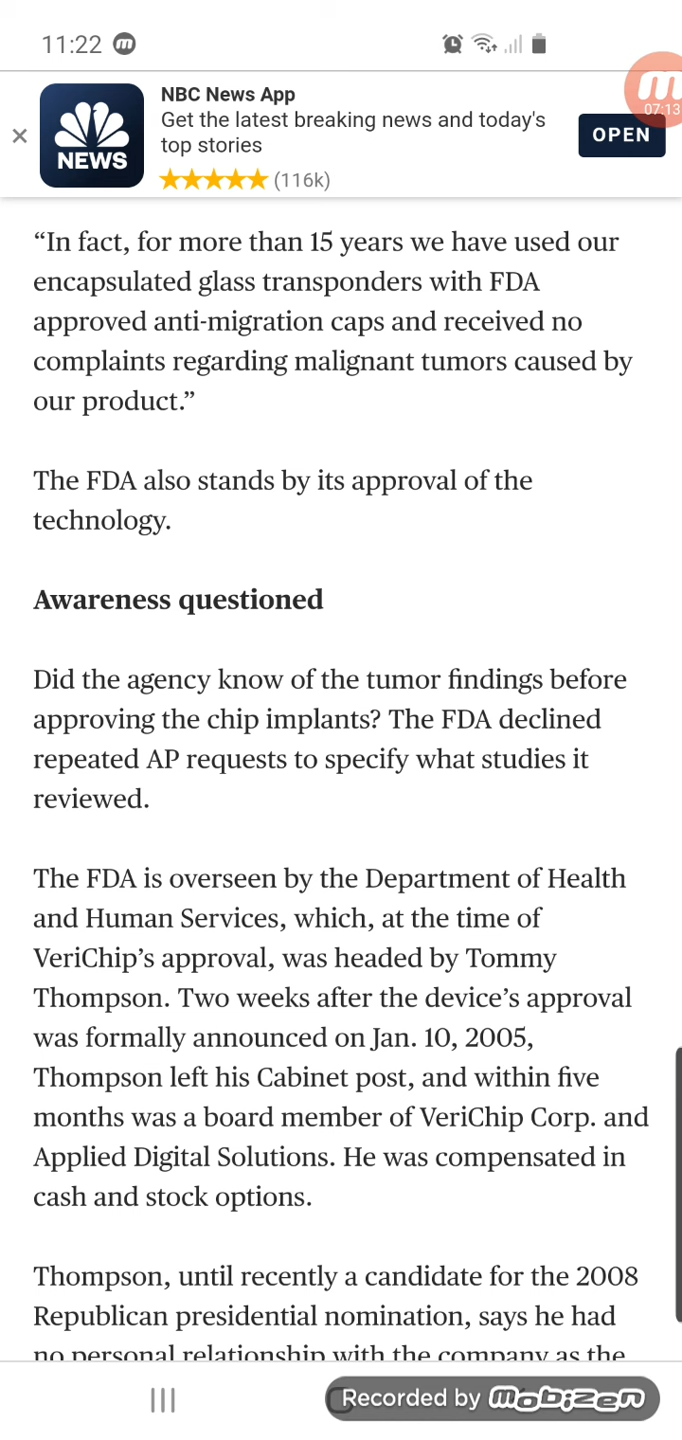 11:22 m
m
07:13
NBC News App
Get the latest breaking news and today's
top stories
(116k)
NEWS
OPEN
“In fact, for more than 15 years we have used our
encapsulated glass transponders with FDA
approved anti-migration caps and received no
complaints regarding malignant tumors caused by
our product.”
The FDA also stands by its approval of the
technology.
Awareness questioned
Did the agency know of the tumor findings before
approving the chip implants? The FDA declined
repeated AP requests to specify what studies it
reviewed.
The FDA is overseen by the Department of Health
and Human Services, which, at the time of
VeriChip’s approval, was headed by Tommy
Thompson. Two weeks after the device’s approval
was formally announced on Jan. 10, 2005,
Thompson left his Cabinet post, and within five
months was a board member of VeriChip Corp. and
Applied Digital Solutions. He was compensated in
cash and stock options.
Thompson, until recently a candidate for the 2008
Republican presidential nomination, says he had
no personal relationship with the company as the
Recorded by mobizen